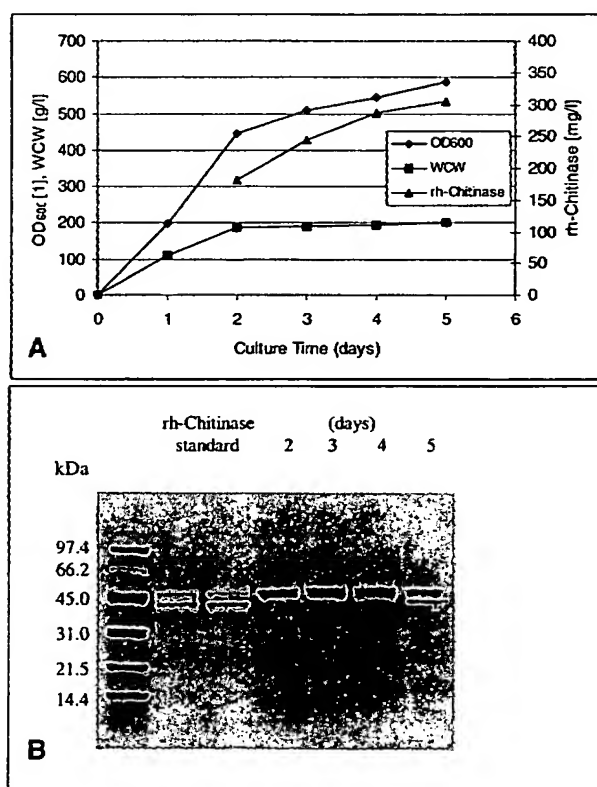 700
600
500
400
300
200
100
0
OD600 [1], WCW [g/l]
400
350
300
250
200
150
100
50
0
rh-Chitinase (mg/l)
OD600
WCW
rh-Chitinase
0 1 2 3 4 5 6
Culture Time (days)
A
rh-Chitinase (days)
standard 2 3 4 5
kDa
97.4
66.2
45.0
31.0
21.5
14.4
B